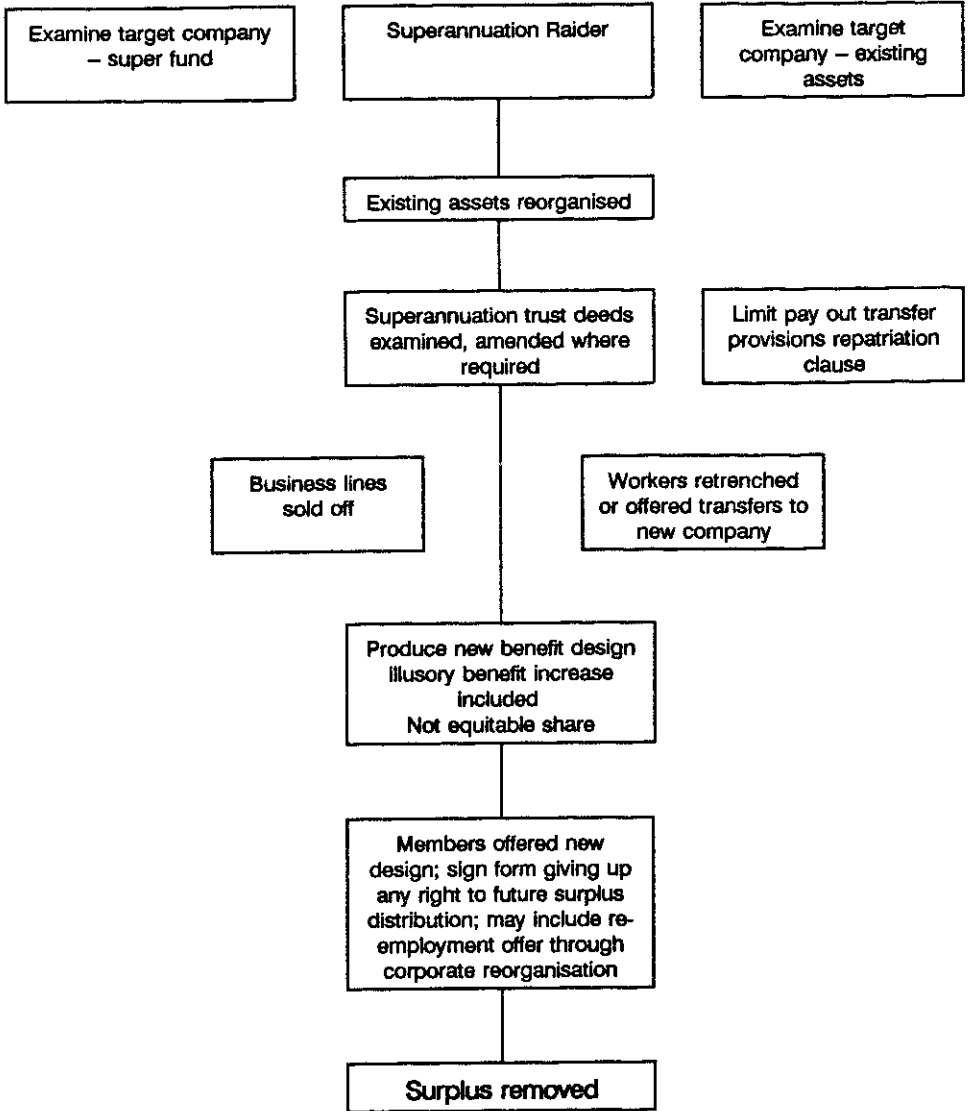 Examine target company
– super fund
Superannuation Raider
Examine target
company – existing
assets
Existing assets reorganised
Superannuation trust deeds
examined, amended where
required
Limit pay out transfer
provisions repatriation
clause
Business lines
sold off
Workers retrenched
or offered transfers to
new company
Produce new benefit design
Illusory benefit increase
included
Not equitable share
Members offered new
design; sign form giving up
any right to future surplus
distribution; may include re-
employment offer through
corporate reorganisation
Surplus removed